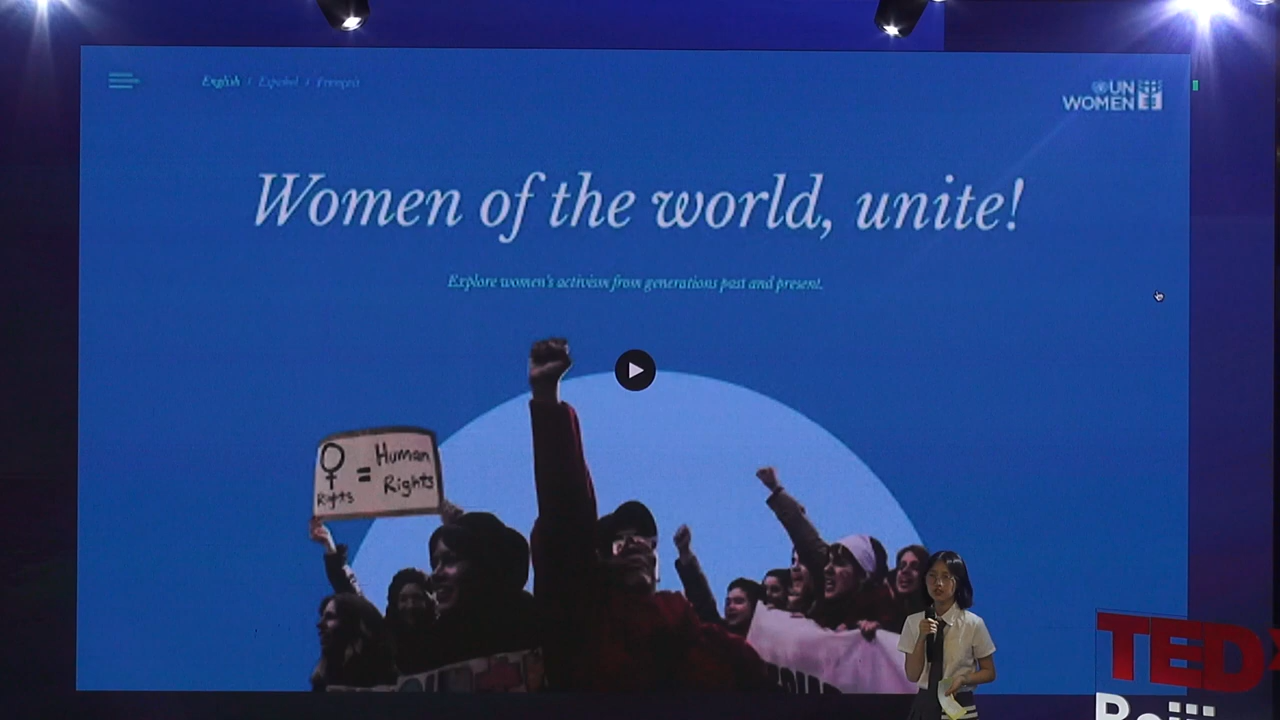 English / Español / Français
UN
WOMEN
Women of the world, unite!
Explore women's activism from generations past and present.
Human
= Rights
Rights
TEDx